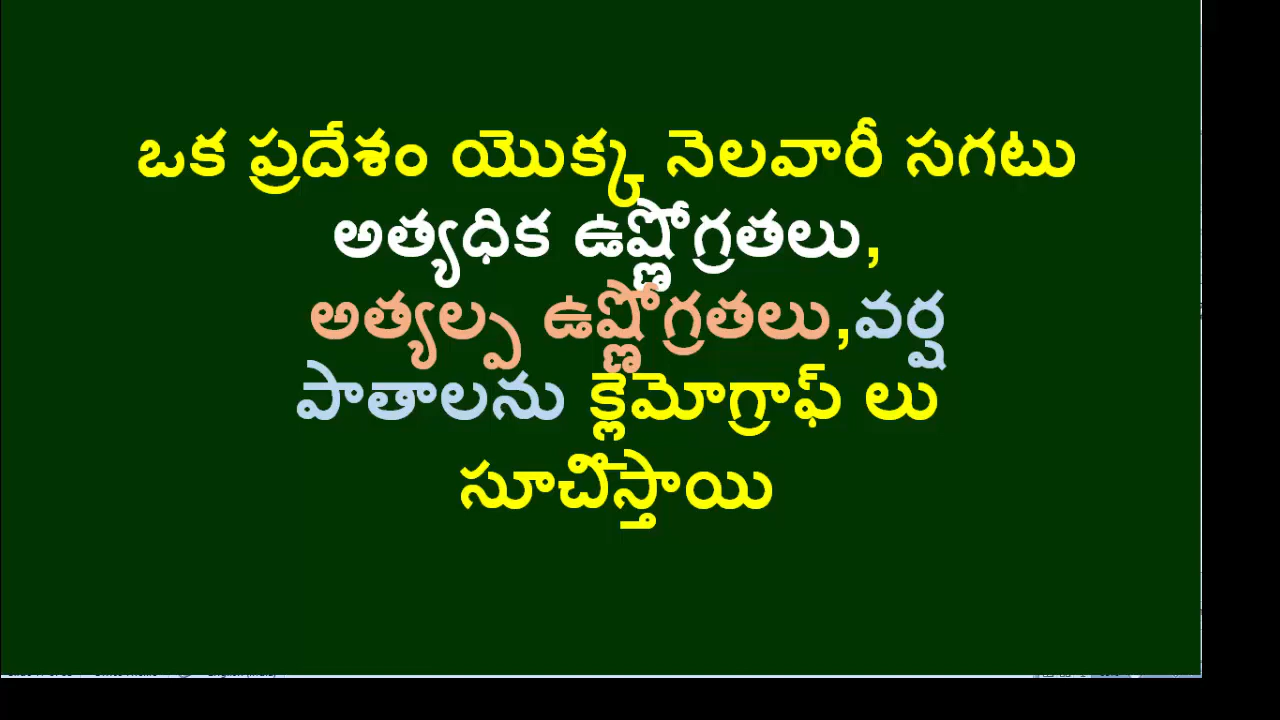 ఒక ప్రదేశం యొక్క నెలవారీ సగటు
అత్యధిక ఉష్ణోగ్రతలు,
అత్యల్ప ఉష్ణోగ్రతలు,వర్ష
పాతాలను క్లైమోగ్రాఫ్ లు
సూచిస్తాయి